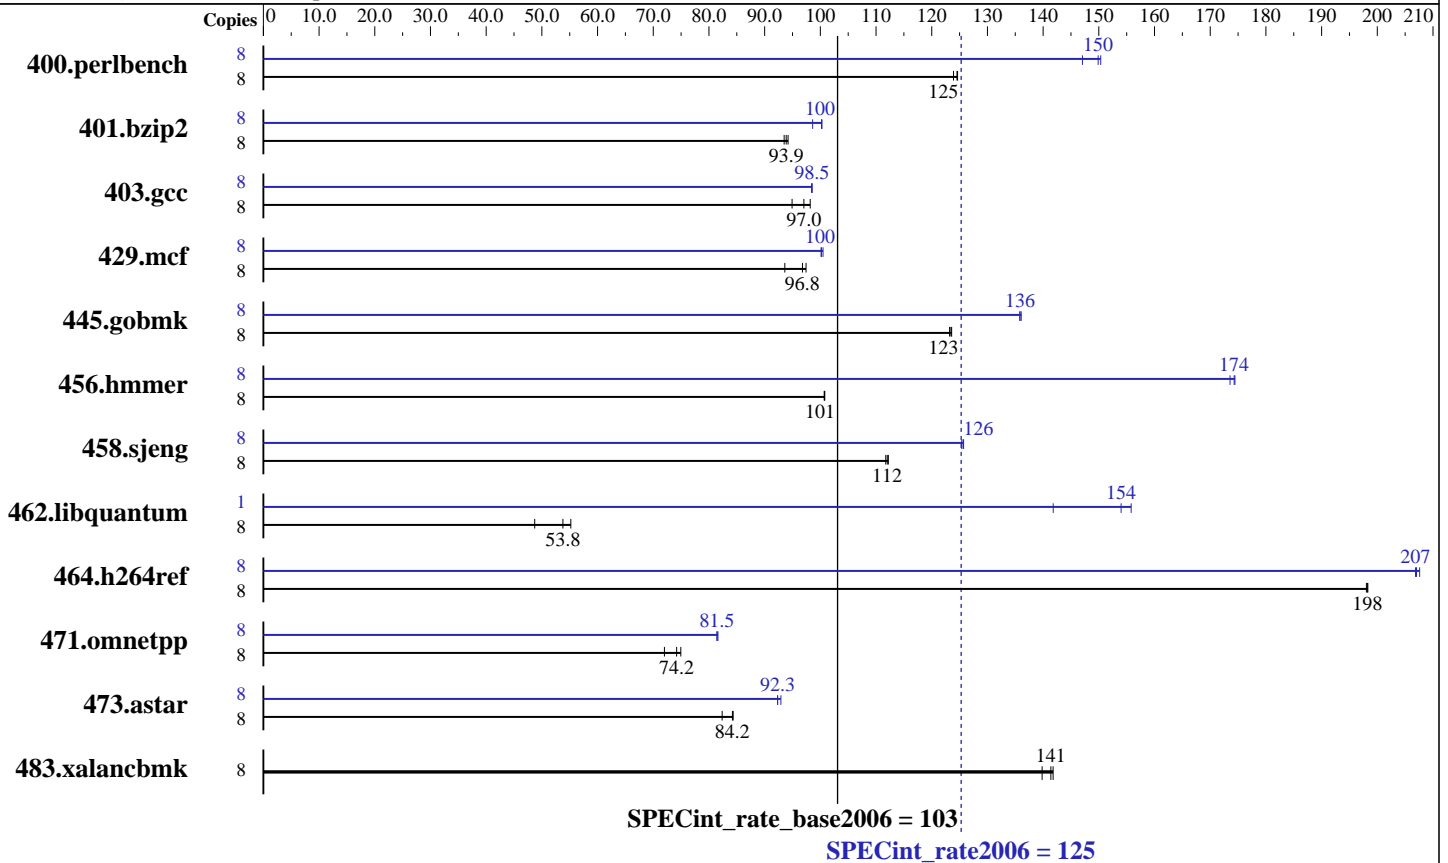 Copies 0 10.0 20.0 30.0 40.0 50.0 60.0 70.0 80.0 90.0 100 110 120 130 140 150 160 170 180 190 200 210
400.perlbench
8 150
8 125
401.bzip2
8 100
8 93.9
403.gcc
8 98.5
8 97.0
429.mcf
8 100
8 96.8
445.gobmk
8 136
8 123
456.hmmer
8 174
8 101
458.sjeng
8 126
8 112
462.libquantum
1 154
8 53.8
464.h264ref
8 207
8 198
471.omnetpp
8 81.5
8 74.2
473.astar
8 92.3
8 84.2
483.xalancbmk
8 141
SPECint_rate_base2006 = 103
SPECint_rate2006 = 125